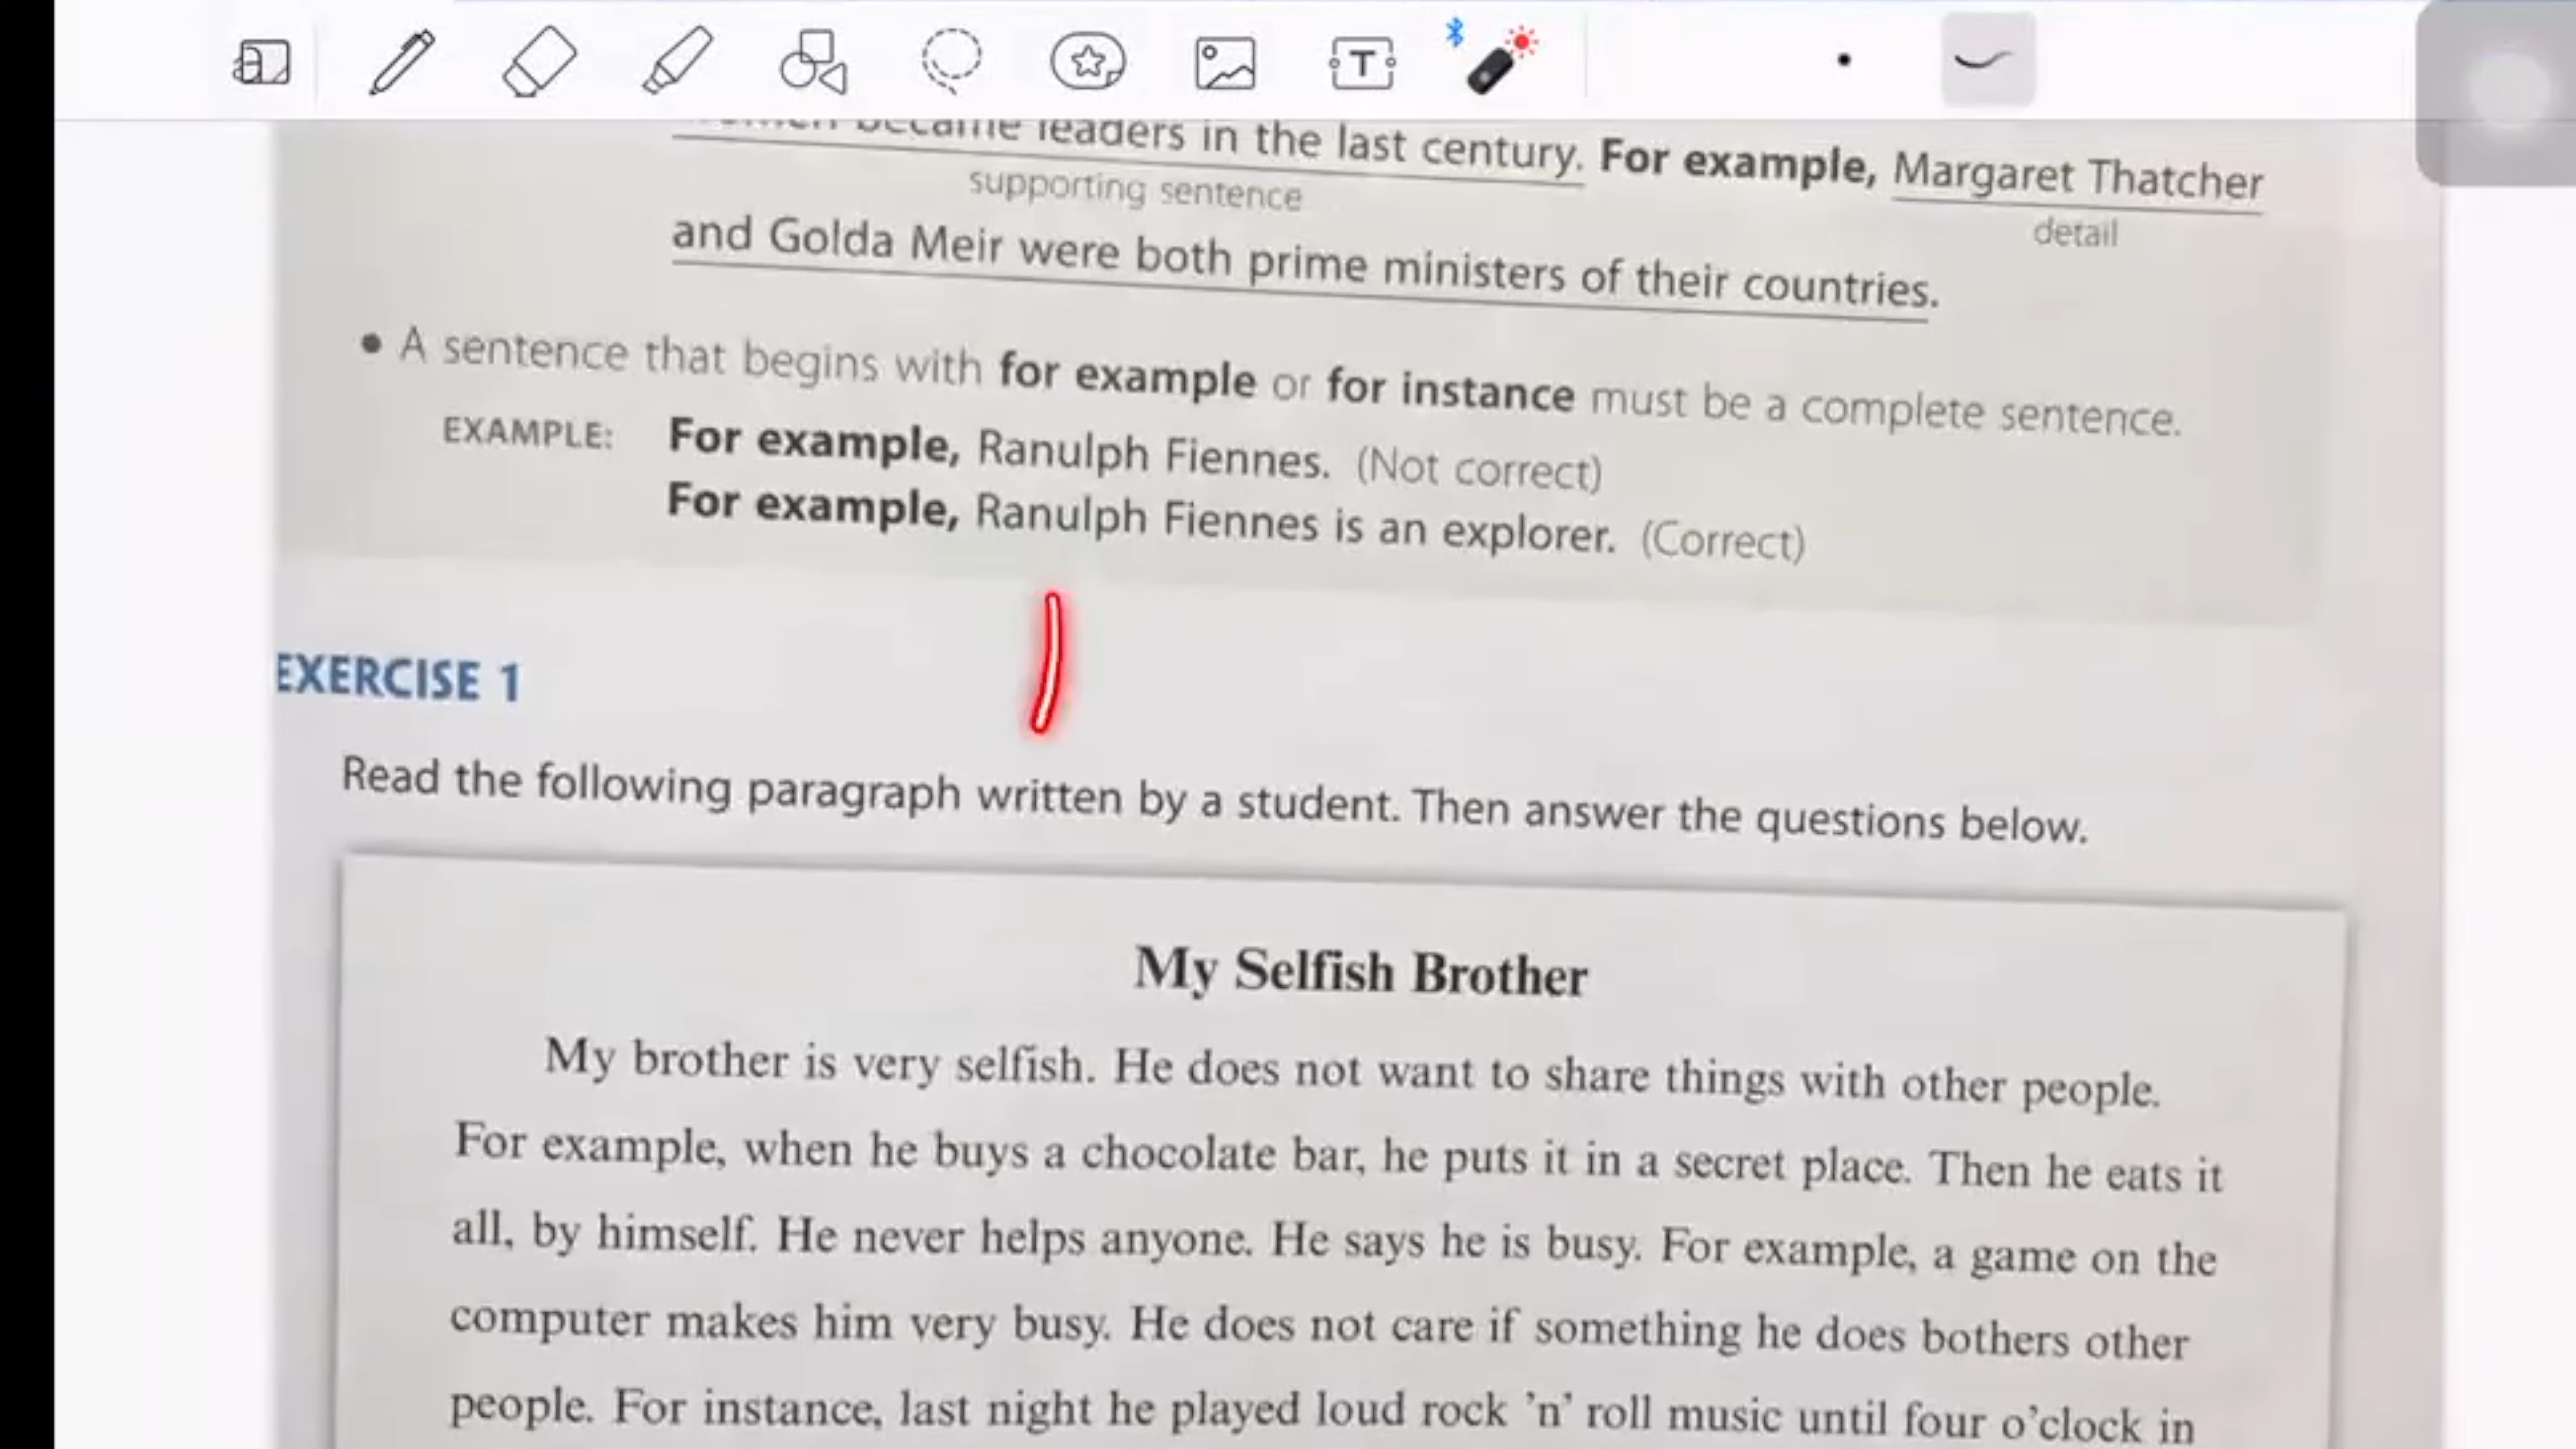 became leaders in the last century. For example, Margaret Thatcher
supporting sentence
detail
and Golda Meir were both prime ministers of their countries.
• A sentence that begins with for example or for instance must be a complete sentence.
EXAMPLE: For example, Ranulph Fiennes. (Not correct)
For example, Ranulph Fiennes is an explorer. (Correct)
EXERCISE 1
Read the following paragraph written by a student. Then answer the questions below.
My Selfish Brother
My brother is very selfish. He does not want to share things with other people.
For example, when he buys a chocolate bar, he puts it in a secret place. Then he eats it
all, by himself. He never helps anyone. He says he is busy. For example, a game on the
computer makes him very busy. He does not care if something he does bothers other
people. For instance, last night he played loud rock ’n’ roll music until four o’clock in